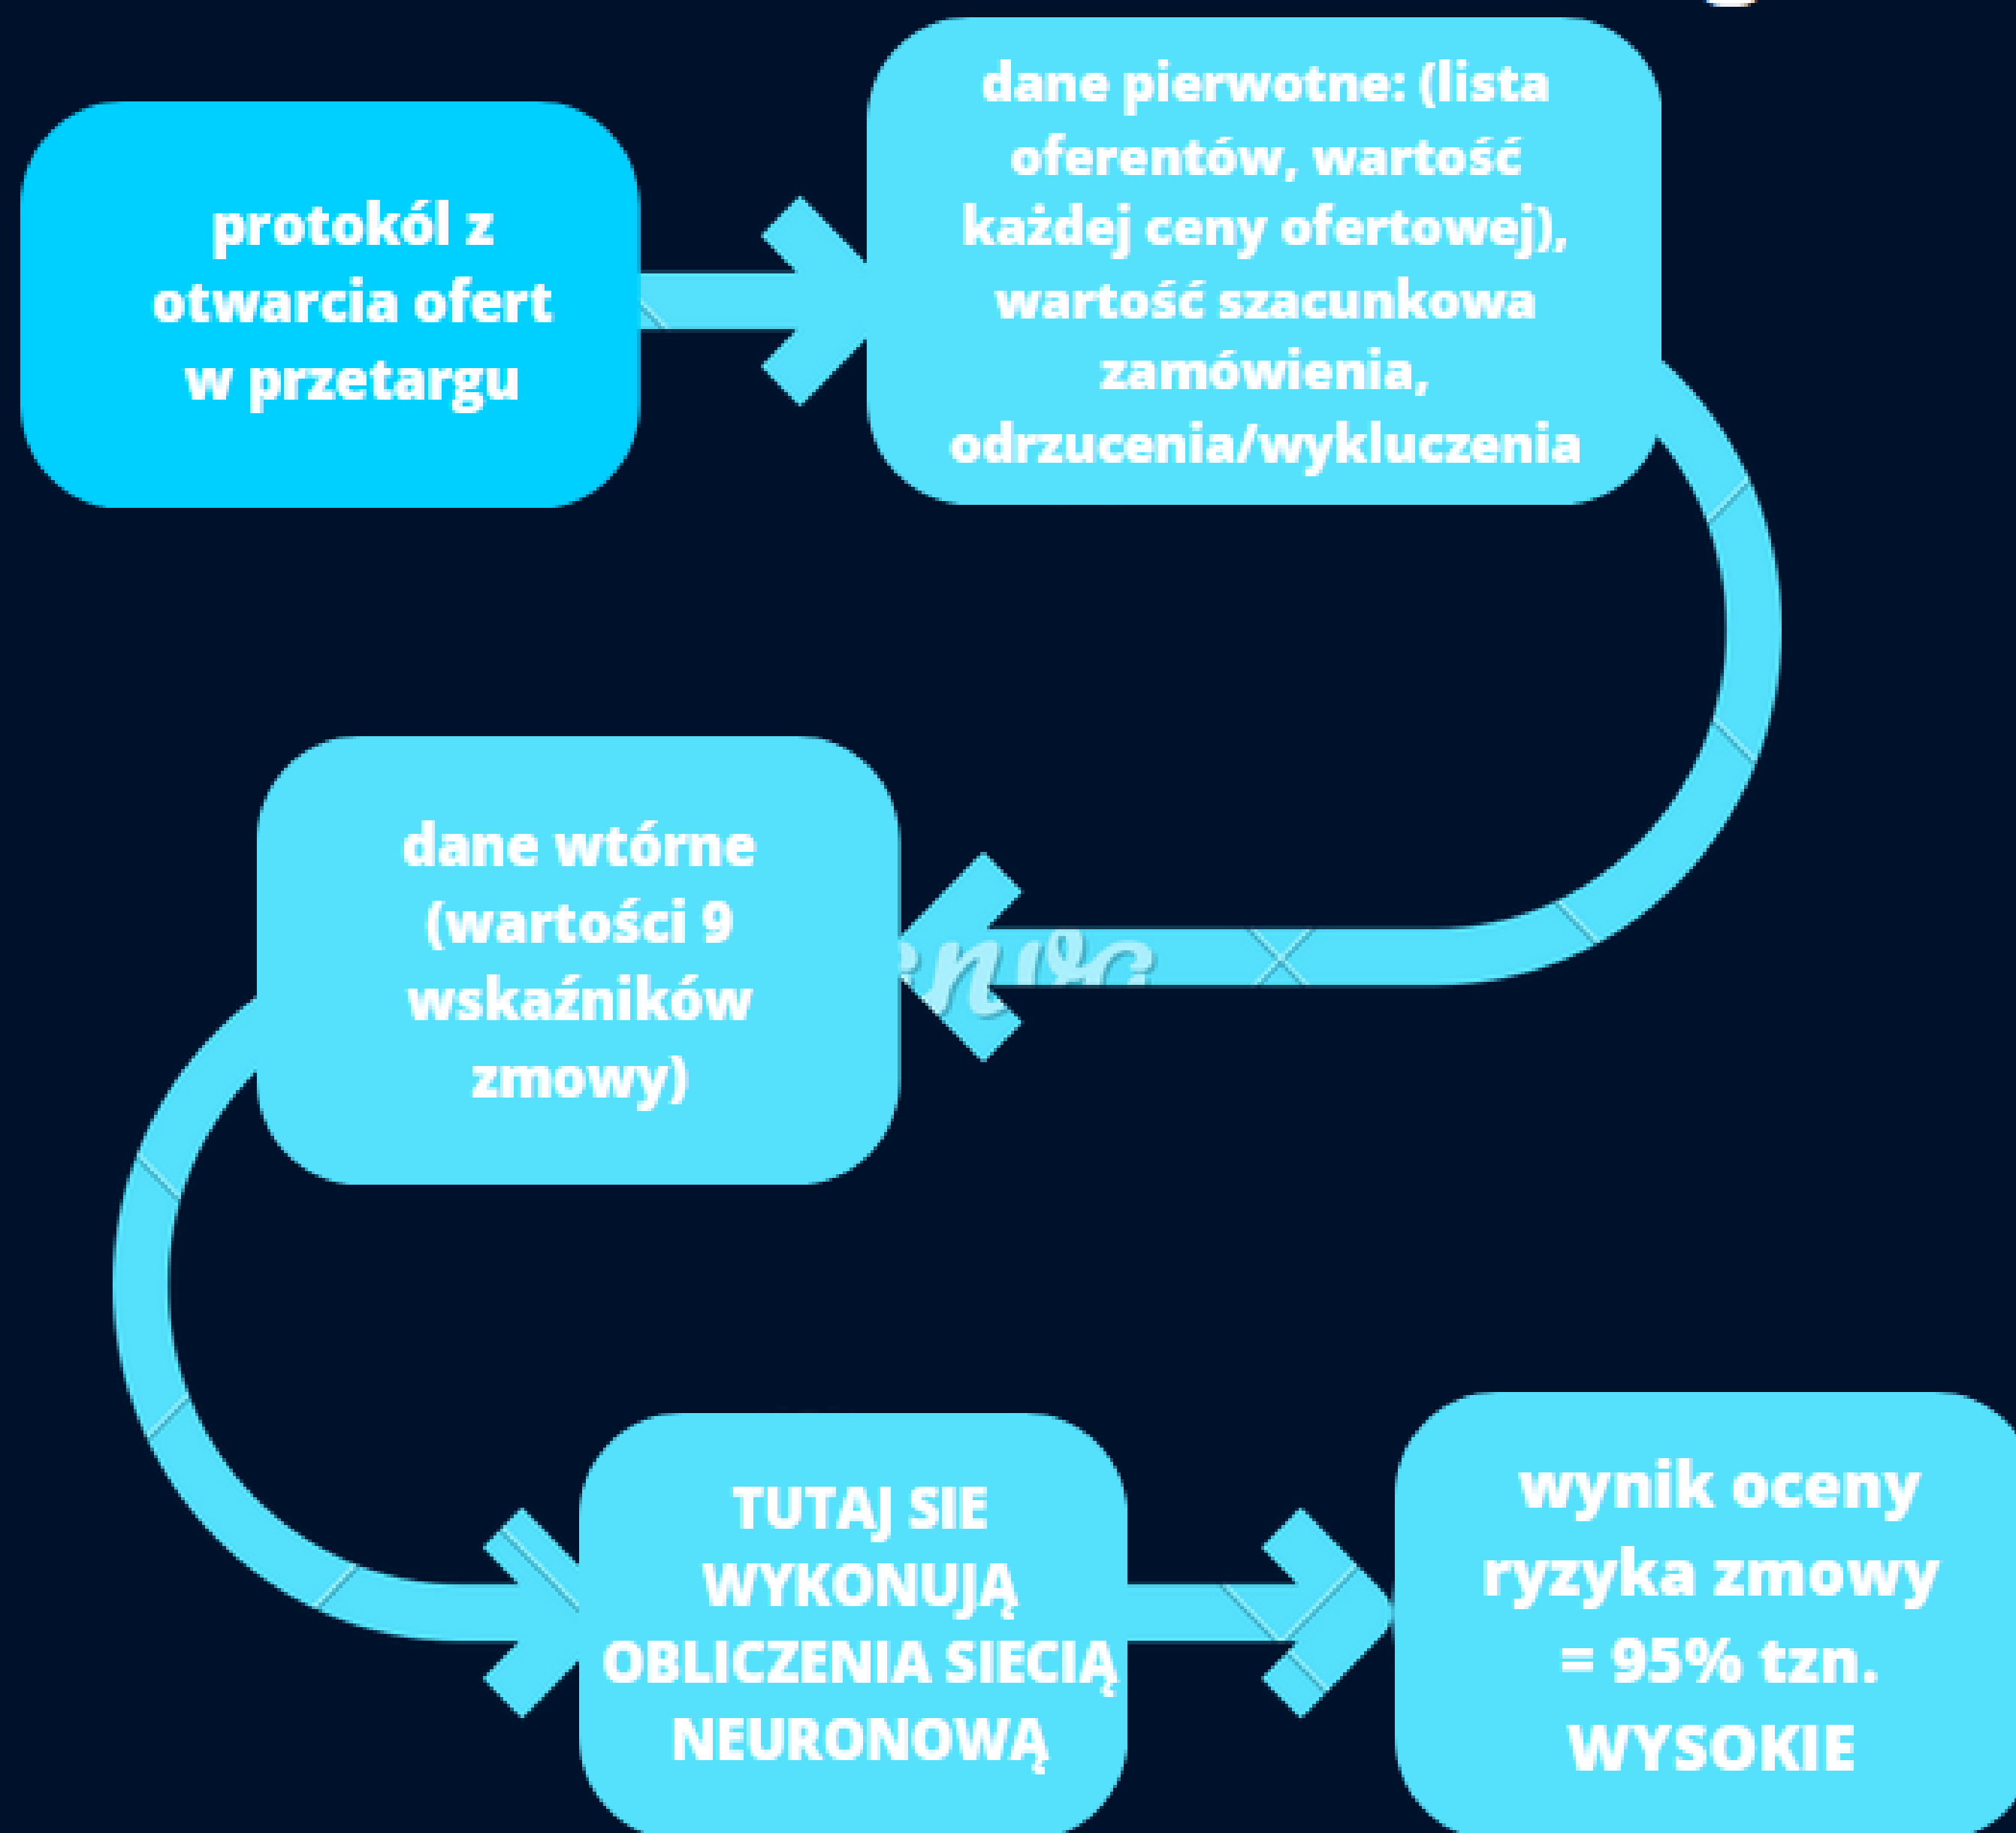 protokól z
otwarcia ofert
w przetargu
dane pierwotne: (lista
oferentów, wartość
każdej ceny ofertowej),
wartość szacunkowa
zamówienia,
odrzucenia/wykluczenia
dane wtórne
(wartości 9
wskaźników
zmowy)
TUTAJ SIE
WYKONUJĄ
OBLICZENIA SIECIĄ
NEURONOWĄ
wynik oceny
ryzyka zmowy
= 95% tzn.
WYSOKIE